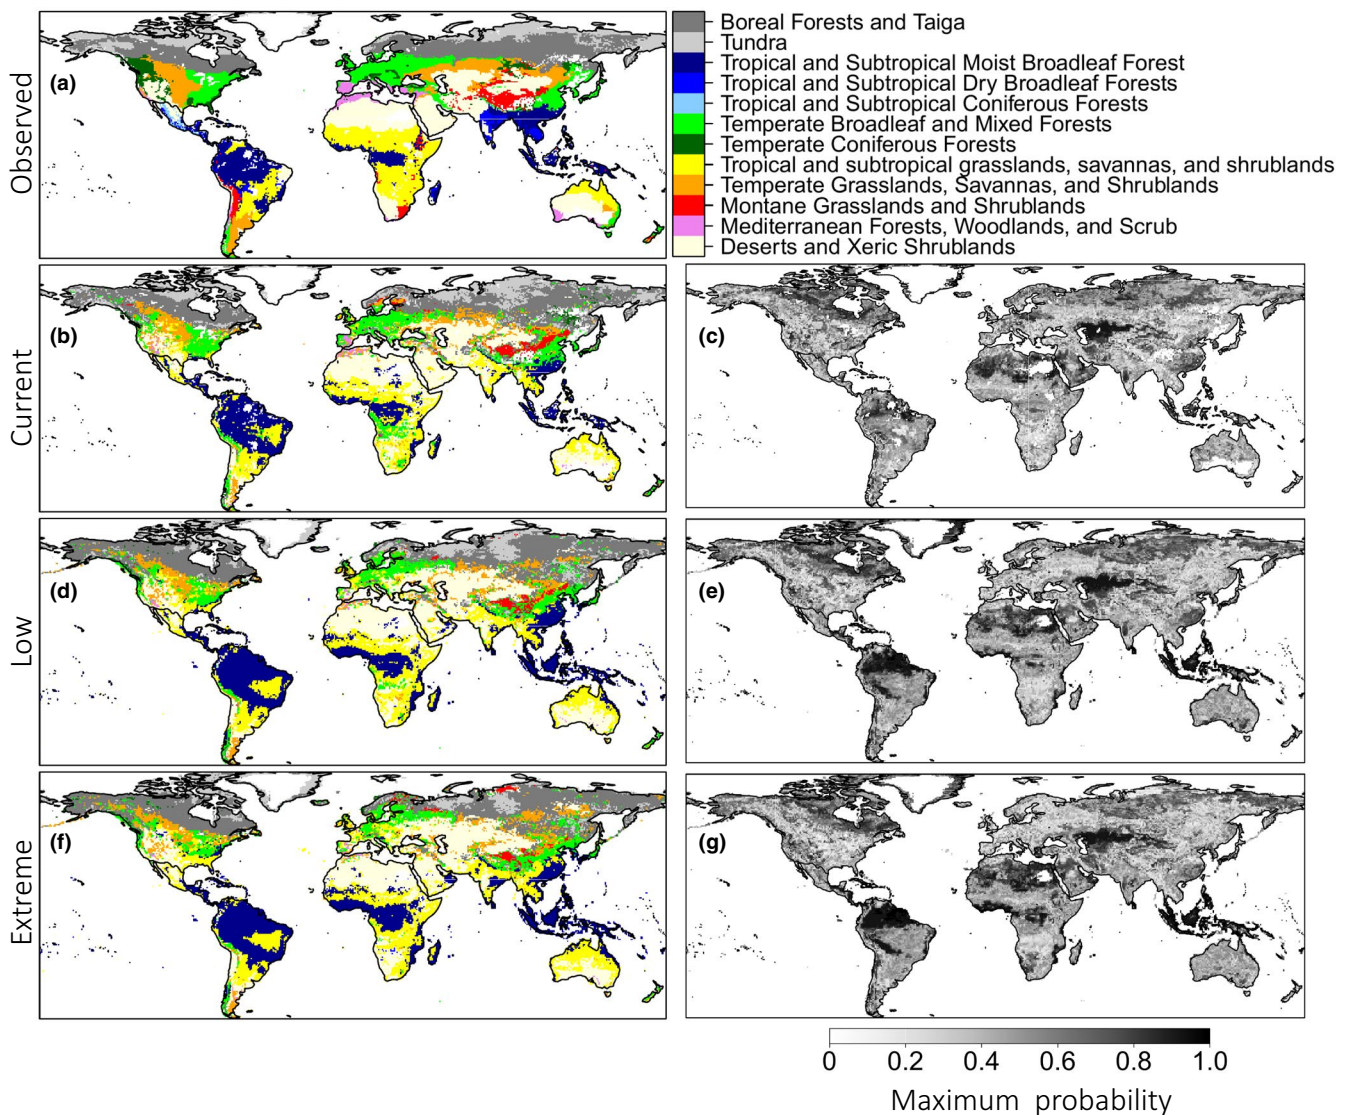 Observed
(a)
Boreal Forests and Taiga
Tundra
Tropical and Subtropical Moist Broadleaf Forest
Tropical and Subtropical Dry Broadleaf Forests
Tropical and Subtropical Coniferous Forests
Temperate Broadleaf and Mixed Forests
Temperate Coniferous Forests
Tropical and subtropical grasslands, savannas, and shrublands
Temperate Grasslands, Savannas, and Shrublands
Montane Grasslands and Shrublands
Mediterranean Forests, Woodlands, and Scrub
Deserts and Xeric Shrublands
Current
(b)
(c)
Low
(d)
(e)
Extreme
(f)
(g)
0 0.2 0.4 0.6 0.8 1.0
Maximum probability